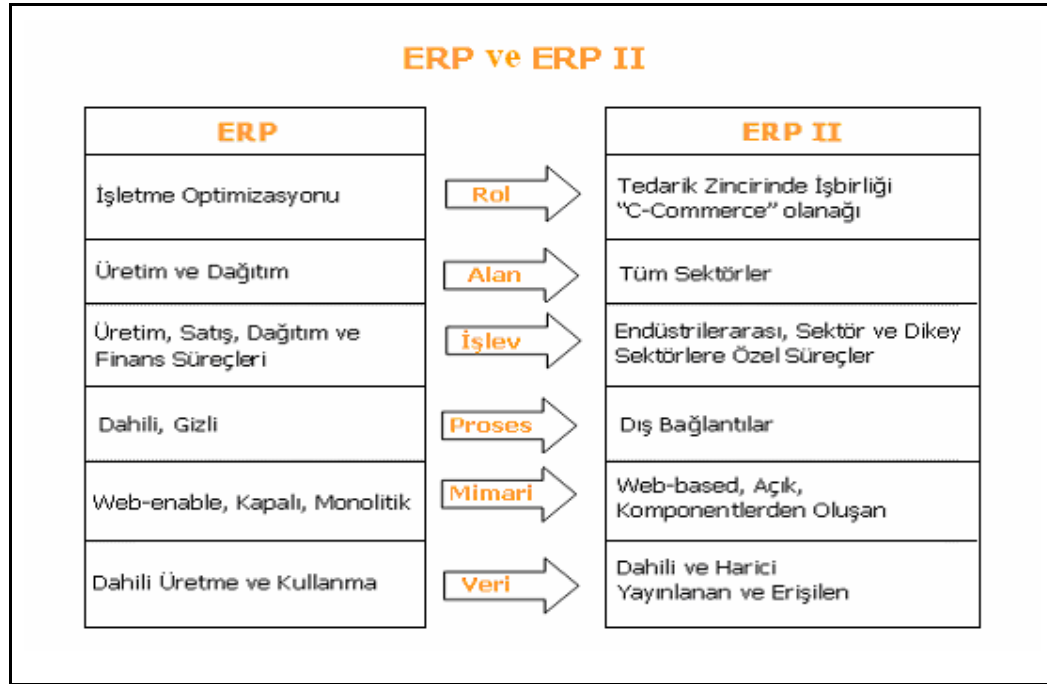 ERP ve ERP II
ERP
ERP II
İşletme Optimizasyonu
Rol
Tedarik Zincirinde İşbirliği
“C-Commerce” olanağı
Üretim ve Dağıtım
Alan
Tüm Sektörler
Üretim, Satış, Dağıtım ve
Finans Süreçleri
İşlev
Endüstrilerarası, Sektör ve Dikey
Sektörlere Özel Süreçler
Dahili, Gizli
Proses
Dış Bağlantılar
Web-enable, Kapalı, Monolitik
Mimari
Web-based, Açık,
Komponentlerden Oluşan
Dahili Üretme ve Kullanma
Veri
Dahili ve Harici
Yayınlanan ve Erişilen